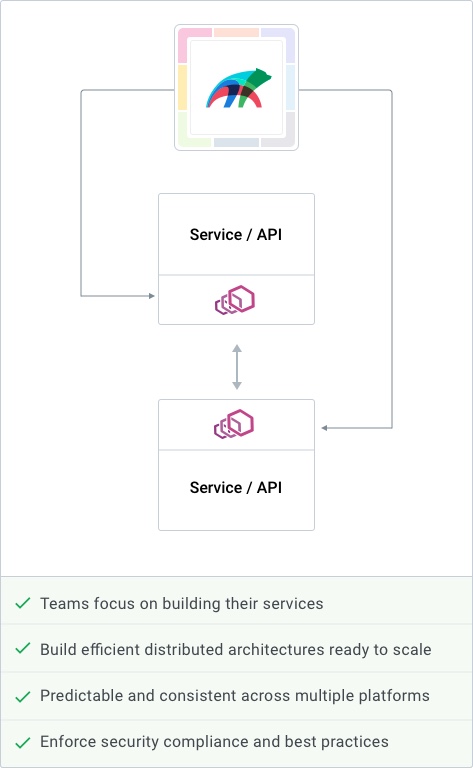 Service / API
Service / API
Teams focus on building their services
Build efficient distributed architectures ready to scale
Predictable and consistent across multiple platforms
Enforce security compliance and best practices